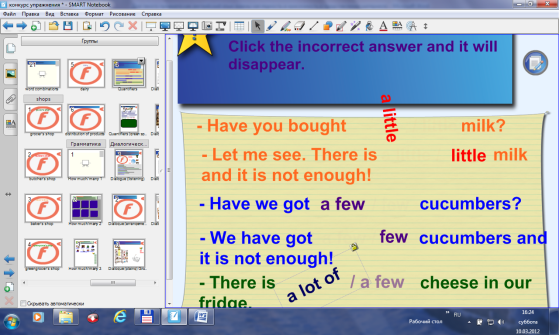 конкурс упражнения * - SMART Notebook
Файл Правка Вид Вставка Формат Рисование Справка
Группы
shops
Грамматика
Диалогическ...
Скрывать автоматически
Click the incorrect answer and it will
disappear.
- Have you bought a little milk?
- Let me see. There is little milk
and it is not enough!
- Have we got a few cucumbers?
- We have got few cucumbers and
it is not enough!
- There is a lot of / a few cheese in our
fridge.
Рабочий стол
RU
16:24
суббота
10.03.2012